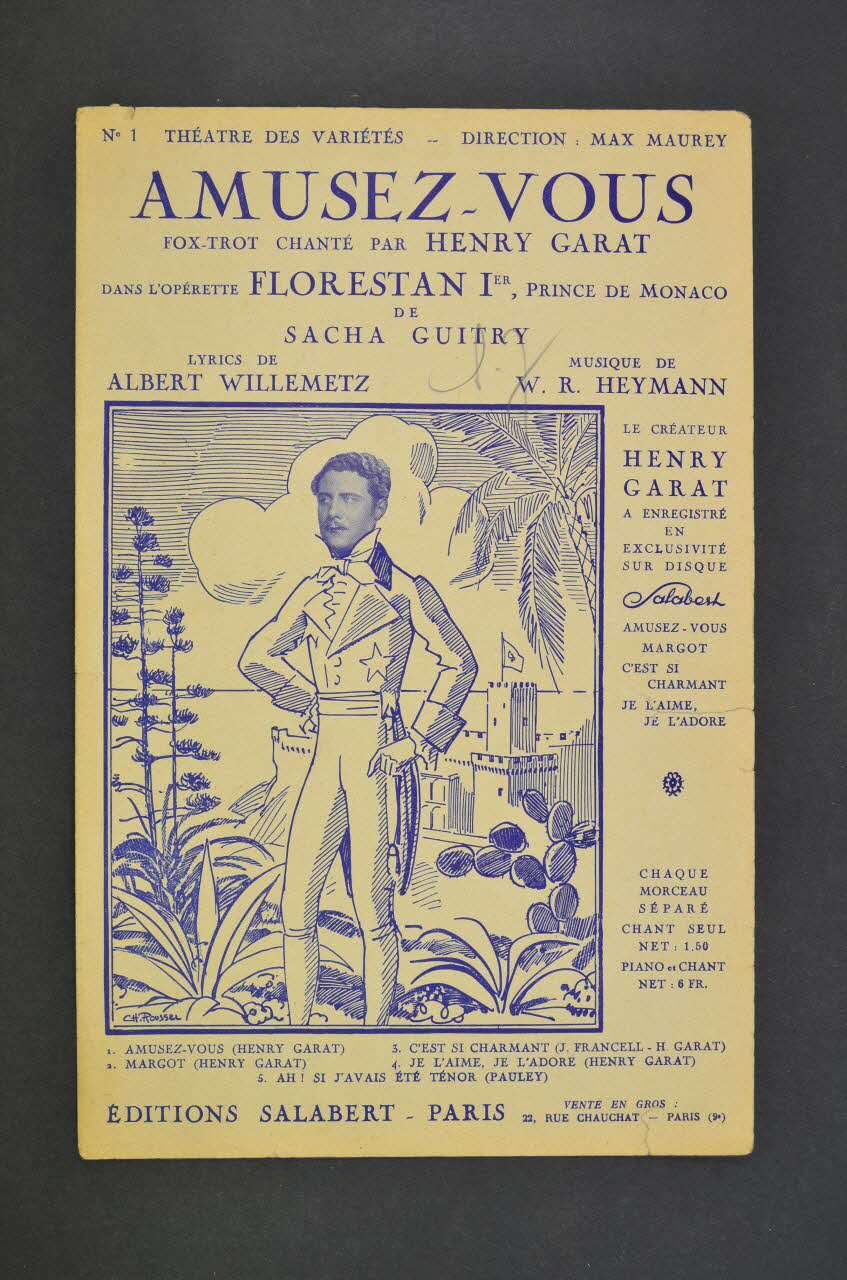 Nº 1 THÉATRE DES VARIÉTÉS – DIRECTION : MAX MAUREY
AMUSEZ-VOUS
FOX-TROT CHANTÉ PAR HENRY GARAT
DANS L'OPÉRETTE FLORESTAN IER, PRINCE DE MONACO
DE
SACHA GUITRY
LYRICS DE
ALBERT WILLEMETZ
MUSIQUE DE
W. R. HEYMANN
LE CRÉATEUR
HENRY
GARAT
A ENREGISTRÉ
EN
EXCLUSIVITÉ
SUR DISQUE
Salabert
AMUSEZ-VOUS
MARGOT
C'EST SI
CHARMANT
JE L'AIME,
JE L'ADORE
CHAQUE
MORCEAU
SÉPARÉ
CHANT SEUL
NET : 1.50
PIANO et CHANT
NET : 6 FR.
CH. ROUSSEL
1. AMUSEZ-VOUS (HENRY GARAT)
2. MARGOT (HENRY GARAT)
3. C'EST SI CHARMANT (J. FRANCELL - H. GARAT)
4. JE L'AIME, JE L'ADORE (HENRY GARAT)
5. AH ! SI J'AVAIS ÉTÉ TÉNOR (PAULEY)
ÉDITIONS SALABERT - PARIS
VENTE EN GROS :
22, RUE CHAUCHAT — PARIS (9e)